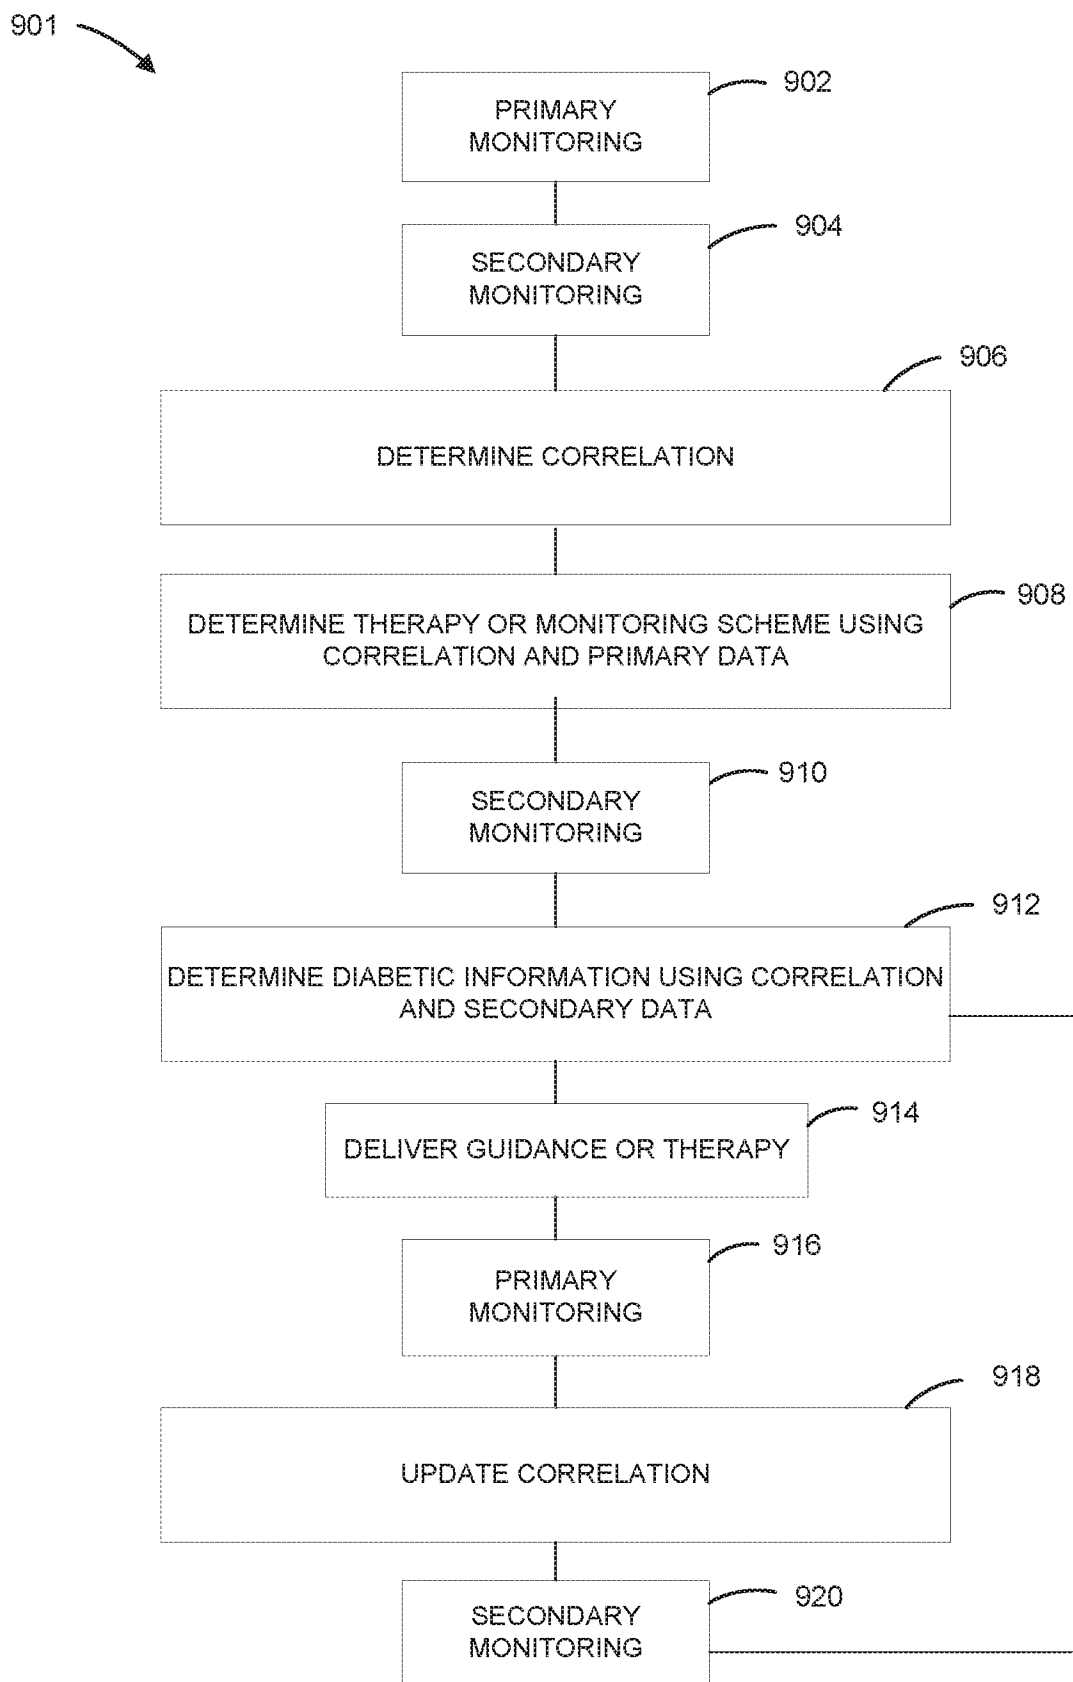 901
902
PRIMARY
MONITORING
904
SECONDARY
MONITORING
906
DETERMINE CORRELATION
908
DETERMINE THERAPY OR MONITORING SCHEME USING
CORRELATION AND PRIMARY DATA
910
SECONDARY
MONITORING
912
DETERMINE DIABETIC INFORMATION USING CORRELATION
AND SECONDARY DATA
914
DELIVER GUIDANCE OR THERAPY
916
PRIMARY
MONITORING
918
UPDATE CORRELATION
920
SECONDARY
MONITORING